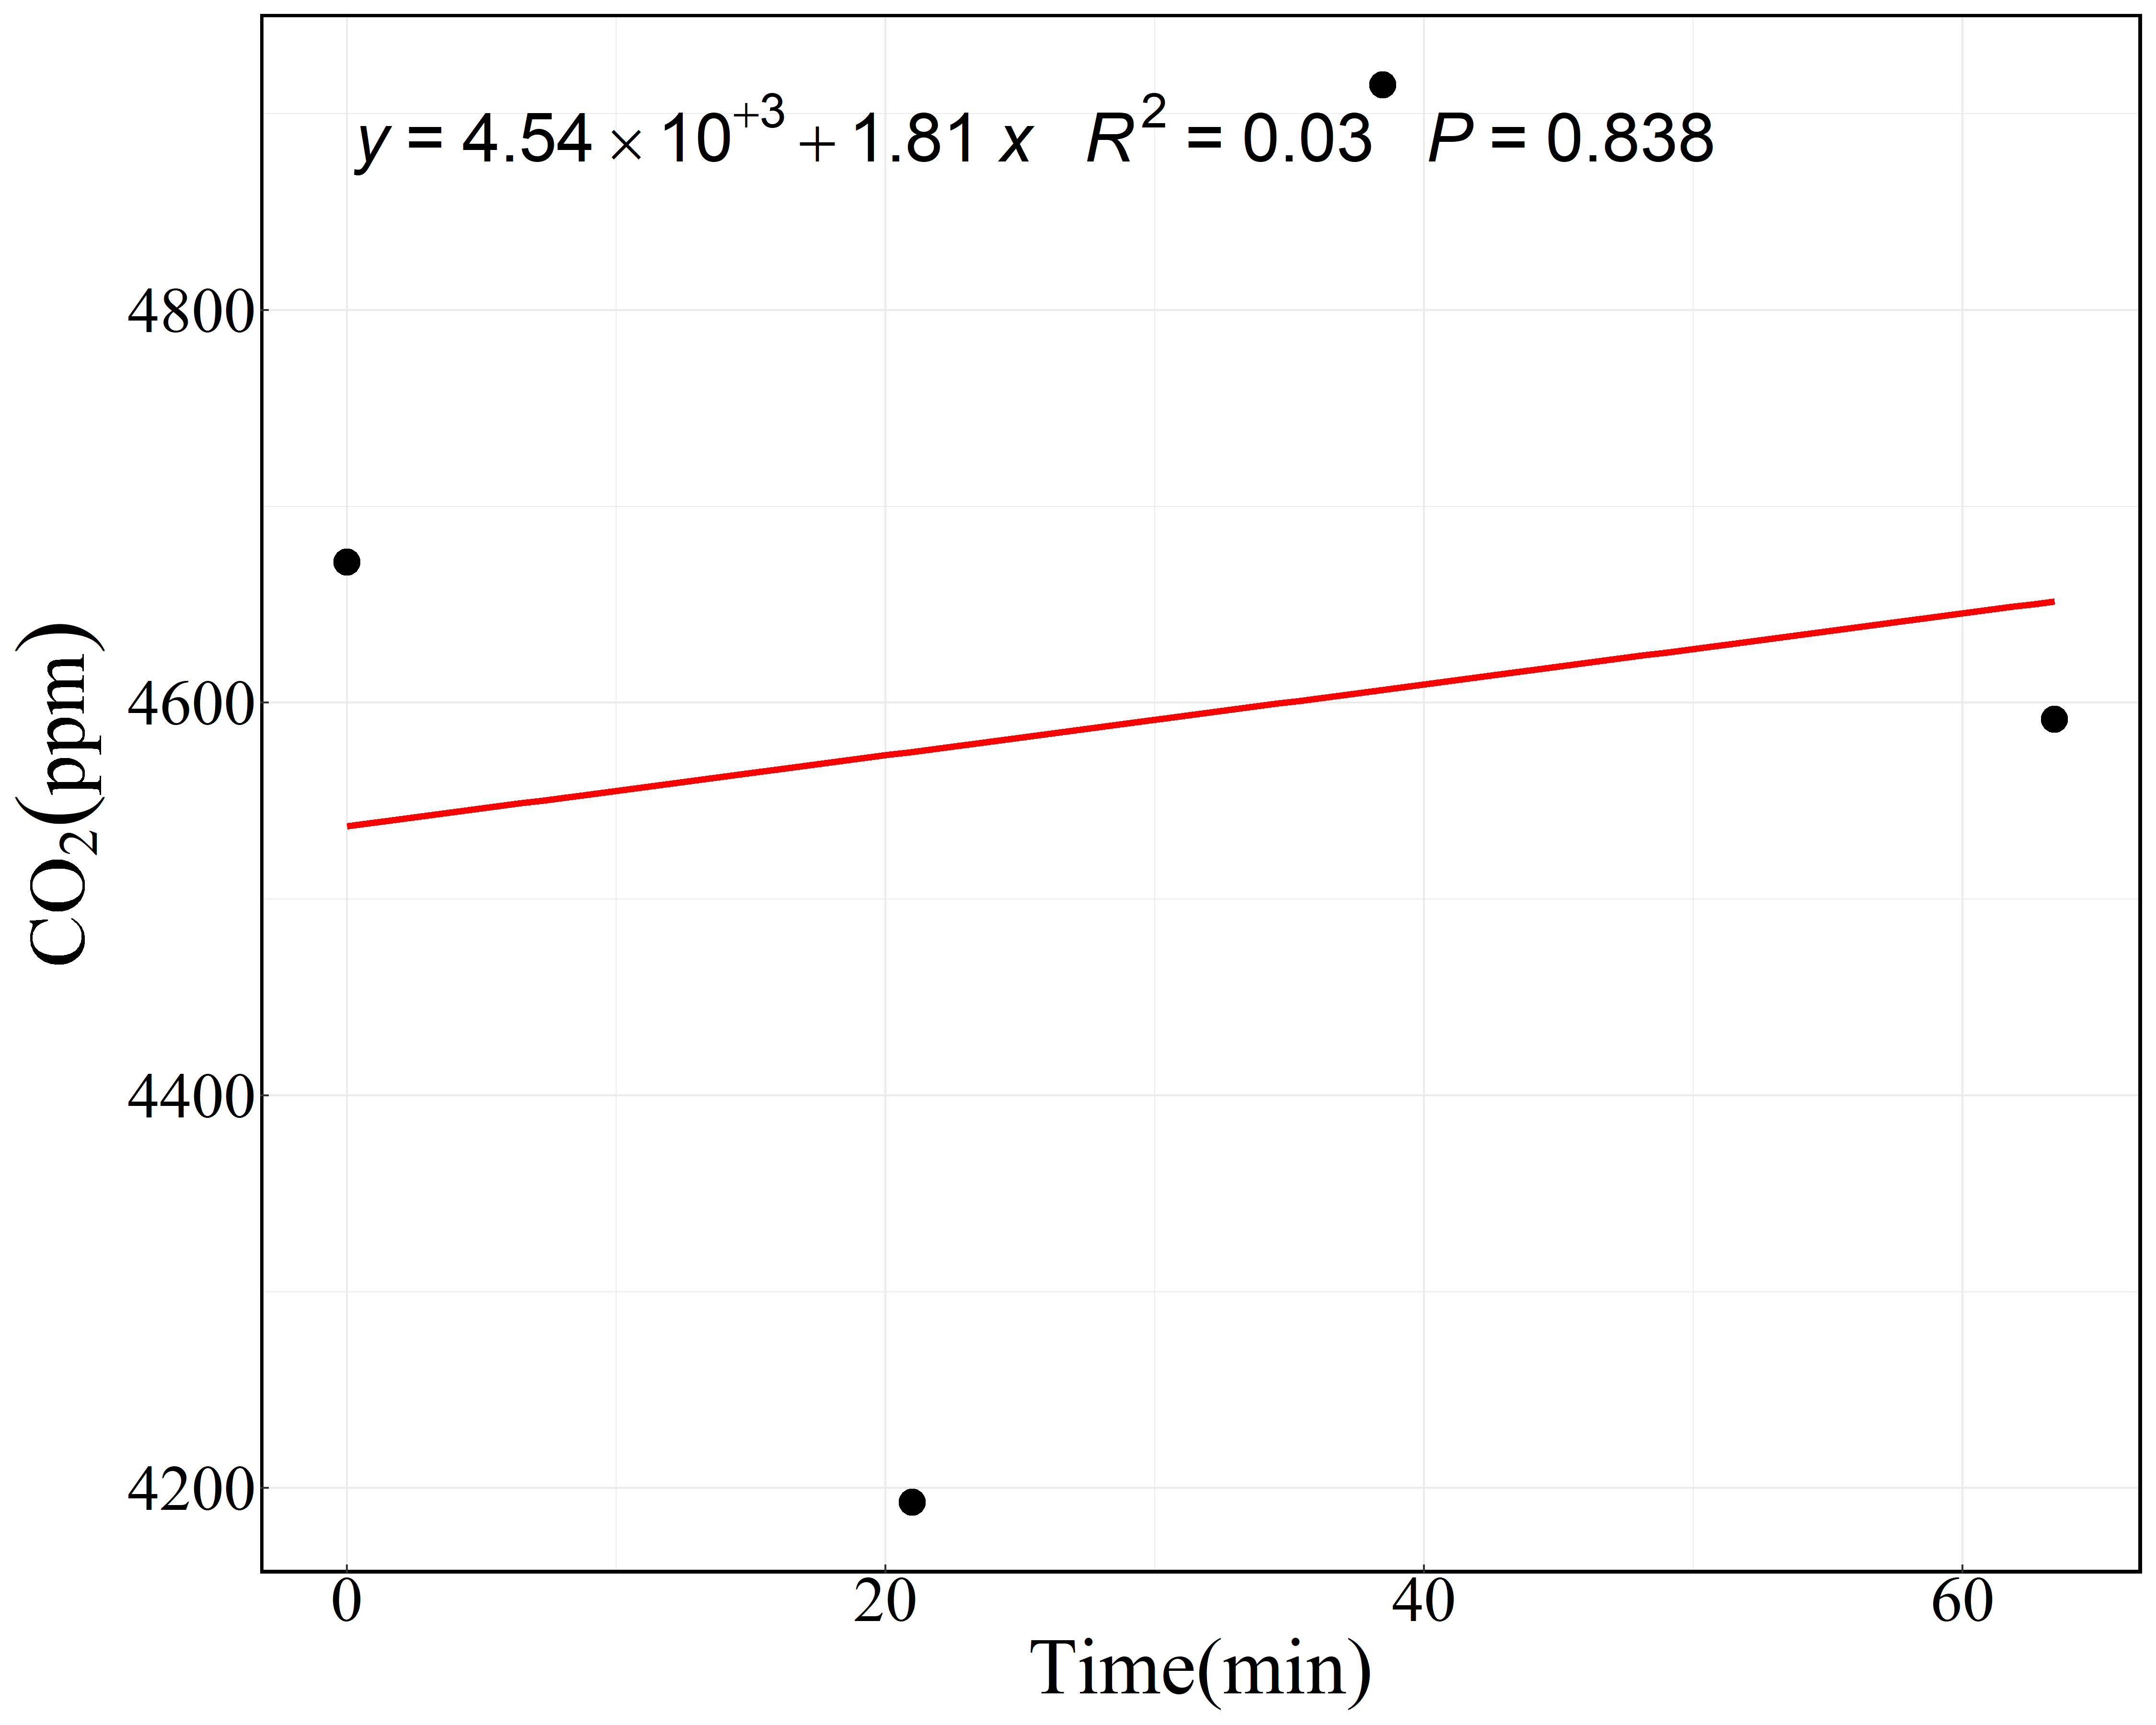 y = 4.54 × 10⁺³ + 1.81 x R² = 0.03 P = 0.838
4800
4600
4400
4200
CO₂(ppm)
0 20 40 60
Time(min)